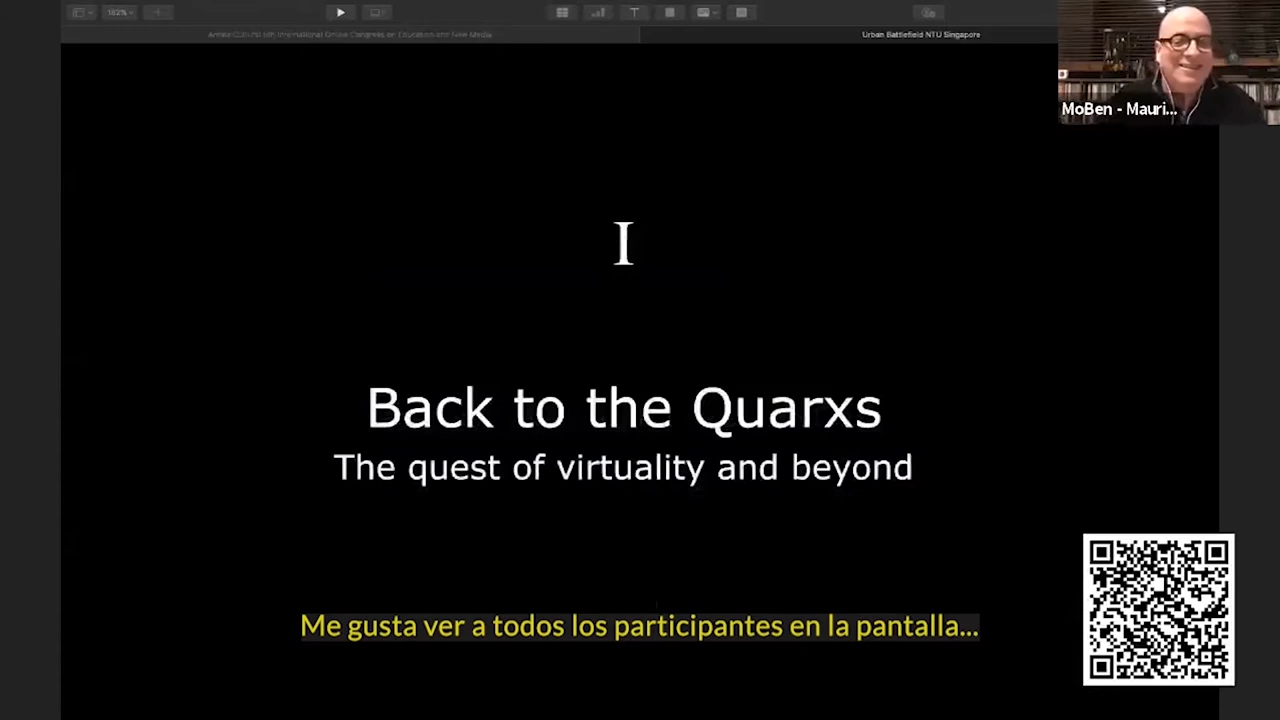 182%
Urban Battlefield NTU Singapore
MoBen - Mauri...
I
Back to the Quarxs
The quest of virtuality and beyond
Me gusta ver a todos los participantes en la pantalla...